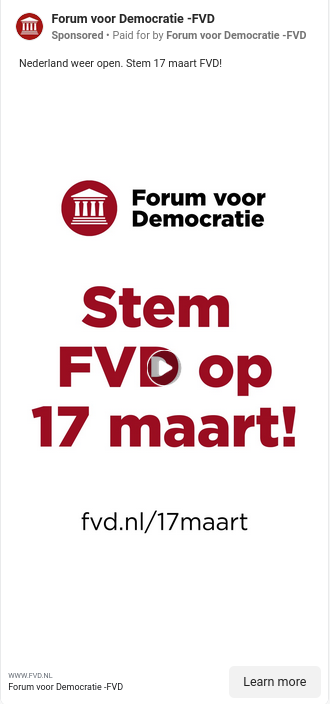 Forum voor Democratie -FVD
Sponsored • Paid for by Forum voor Democratie -FVD
Nederland weer open. Stem 17 maart FVD!
Forum voor
Democratie
Stem
FVD op
17 maart!
fvd.nl/17maart
WWW.FVD.NL
Forum voor Democratie -FVD
Learn more